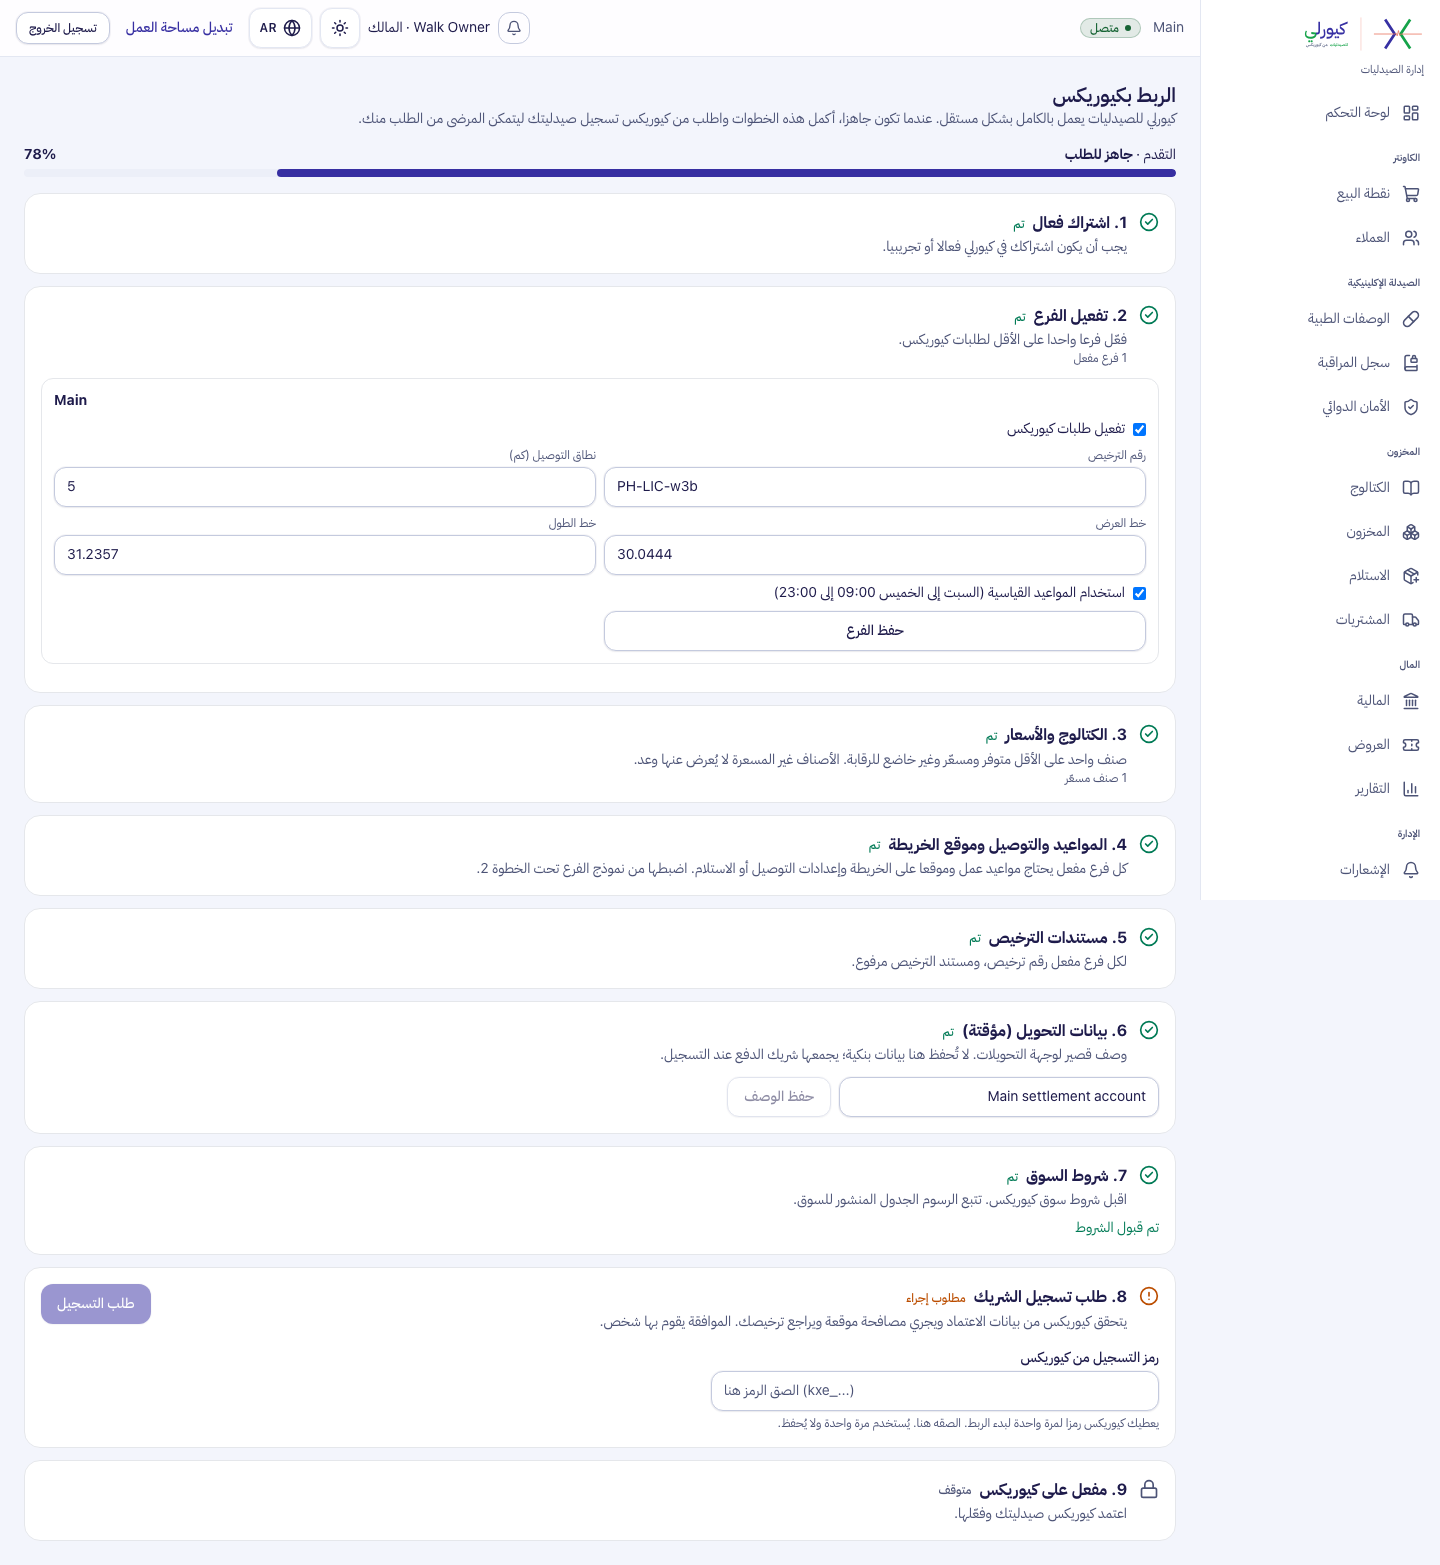 Main
متصل
Walk Owner · المالك
AR
تبديل مساحة العمل
تسجيل الخروج
كيورلي
إدارة الصيدليات
لوحة التحكم
الكاونتر
نقطة البيع
العملاء
الصيدلة الإكلينيكية
الوصفات الطبية
سجل المراقبة
الأمان الدوائي
المخزون
الكتالوج
المخزون
الاستلام
المشتريات
المال
المالية
العروض
التقارير
الإدارة
الإشعارات
الربط بكيوريكس
كيورلي للصيدليات يعمل بالكامل بشكل مستقل. عندما تكون جاهزا، أكمل هذه الخطوات واطلب من كيوريكس تسجيل صيدليتك ليتمكن المرضى من الطلب منك.
التقدم · جاهز للطلب
78%
1. اشتراك فعال تم
يجب أن يكون اشتراكك في كيورلي فعالا أو تجريبيا.
2. تفعيل الفرع تم
فعّل فرعا واحدا على الأقل لطلبات كيوريكس.
1 فرع مفعل
Main
تفعيل طلبات كيوريكس
رقم الترخيص
نطاق التوصيل (كم)
PH-LIC-w3b
5
خط العرض
خط الطول
30.0444
31.2357
استخدام المواعيد القياسية (السبت إلى الخميس 09:00 إلى 23:00)
حفظ الفرع
3. الكتالوج والأسعار تم
صنف واحد على الأقل متوفر ومسعّر وغير خاضع للرقابة. الأصناف غير المسعرة لا يُعرض عنها وعد.
1 صنف مسعّر
4. المواعيد والتوصيل وموقع الخريطة تم
كل فرع مفعل يحتاج مواعيد عمل وموقعا على الخريطة وإعدادات التوصيل أو الاستلام. اضبطها من نموذج الفرع تحت الخطوة 2.
5. مستندات الترخيص تم
لكل فرع مفعل رقم ترخيص، ومستند الترخيص مرفوع.
6. بيانات التحويل (مؤقتة) تم
وصف قصير لوجهة التحويلات. لا تُحفظ هنا بيانات بنكية؛ يجمعها شريك الدفع عند التسجيل.
Main settlement account
حفظ الوصف
7. شروط السوق تم
اقبل شروط سوق كيوريكس. تتبع الرسوم الجدول المنشور للسوق.
تم قبول الشروط
8. طلب تسجيل الشريك مطلوب إجراء
طلب التسجيل
يتحقق كيوريكس من بيانات الاعتماد ويجري مصافحة موقعة ويراجع ترخيصك. الموافقة يقوم بها شخص.
رمز التسجيل من كيوريكس
الصق الرمز هنا (kxe_...)
يعطيك كيوريكس رمزا لمرة واحدة لبدء الربط. الصقه هنا. يُستخدم مرة واحدة ولا يُحفظ.
9. مفعل على كيوريكس متوقف
اعتمد كيوريكس صيدليتك وفعّلها.